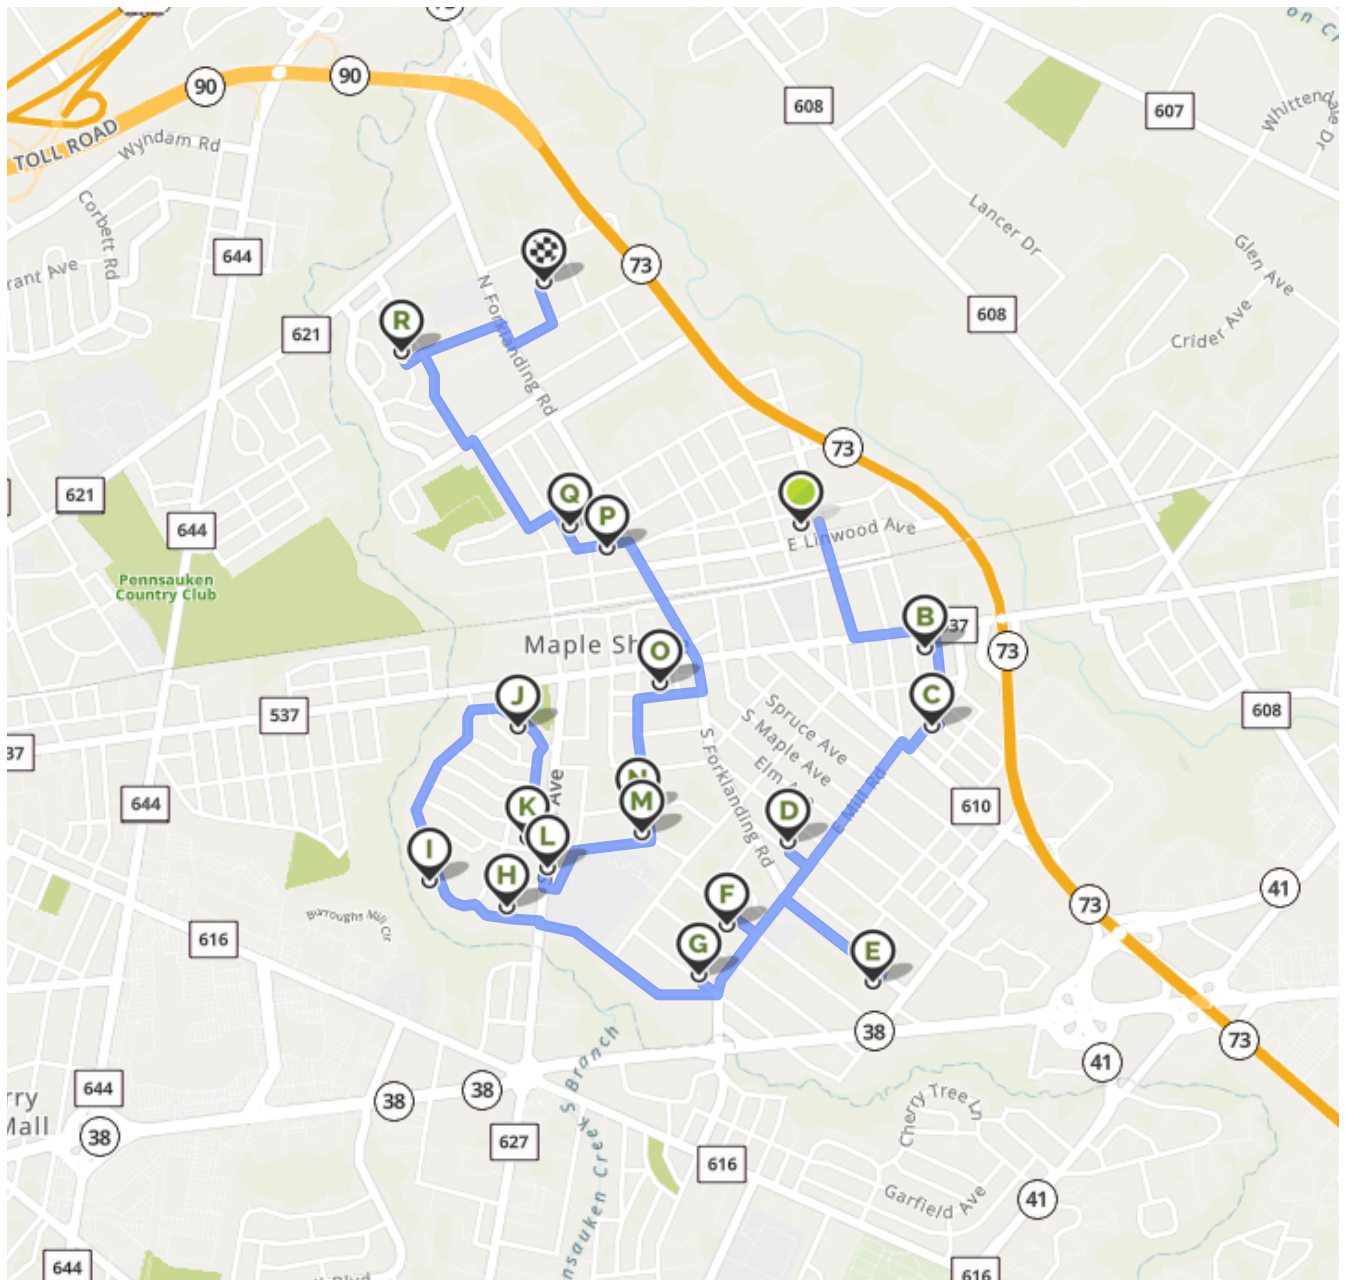 on Cr
90
90
608
607
Whittendale Dr
TOLL ROAD
Wyndam Rd
Corbett Rd
644
rant Ave
Lancer Dr
Glen Ave
73
608
Crider Ave
621
R
N Forklanding Rd
73
621
644
Q
P
E Linwood Ave
Pennsauken
Country Club
B
37
Maple Sh
O
73
J
C
537
608
37
Spruce Ave
S Maple Ave
Elm A
S Forklanding Rd
E Mill Rd
Ave
N
M
K
L
D
644
610
I
H
F
E
G
Burroughs Mill Cir
616
73
41
38
73
41
S Branch
nsauken Creek
644
rry
Mall
38
38
38
627
616
Cherry Tree Ln
Garfield Ave
41
644
616